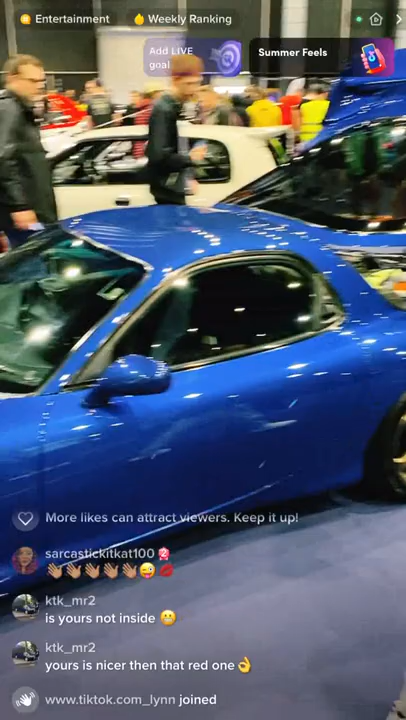 Entertainment
Weekly Ranking
Add LIVE
goal
Summer Feels
More likes can attract viewers. Keep it up!
sarcastickitkat100
👋🏽👋🏽👋🏽👋🏽👋🏽😜💋
ktk_mr2
is yours not inside 😬
ktk_mr2
yours is nicer then that red one👌
www.tiktok.com_lynn joined